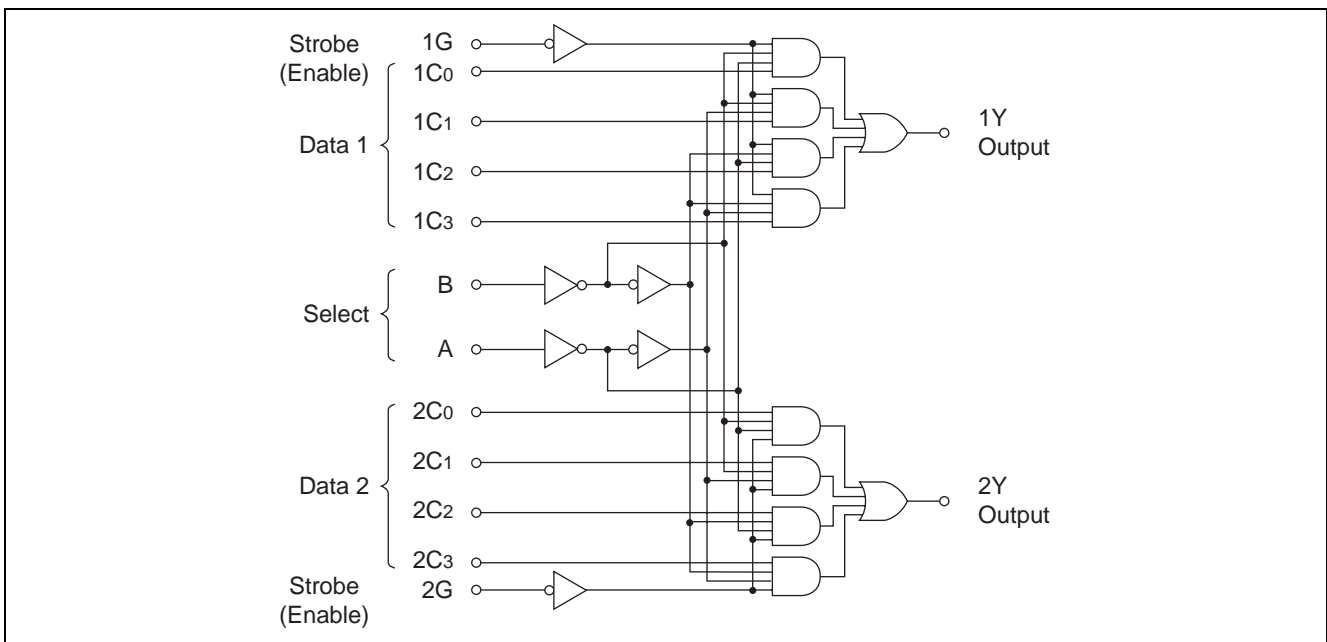 Strobe
(Enable)
1G
Data 1
1C0
1C1
1C2
1C3
1Y
Output
Select
B
A
Data 2
2C0
2C1
2C2
2C3
2Y
Output
Strobe
(Enable)
2G